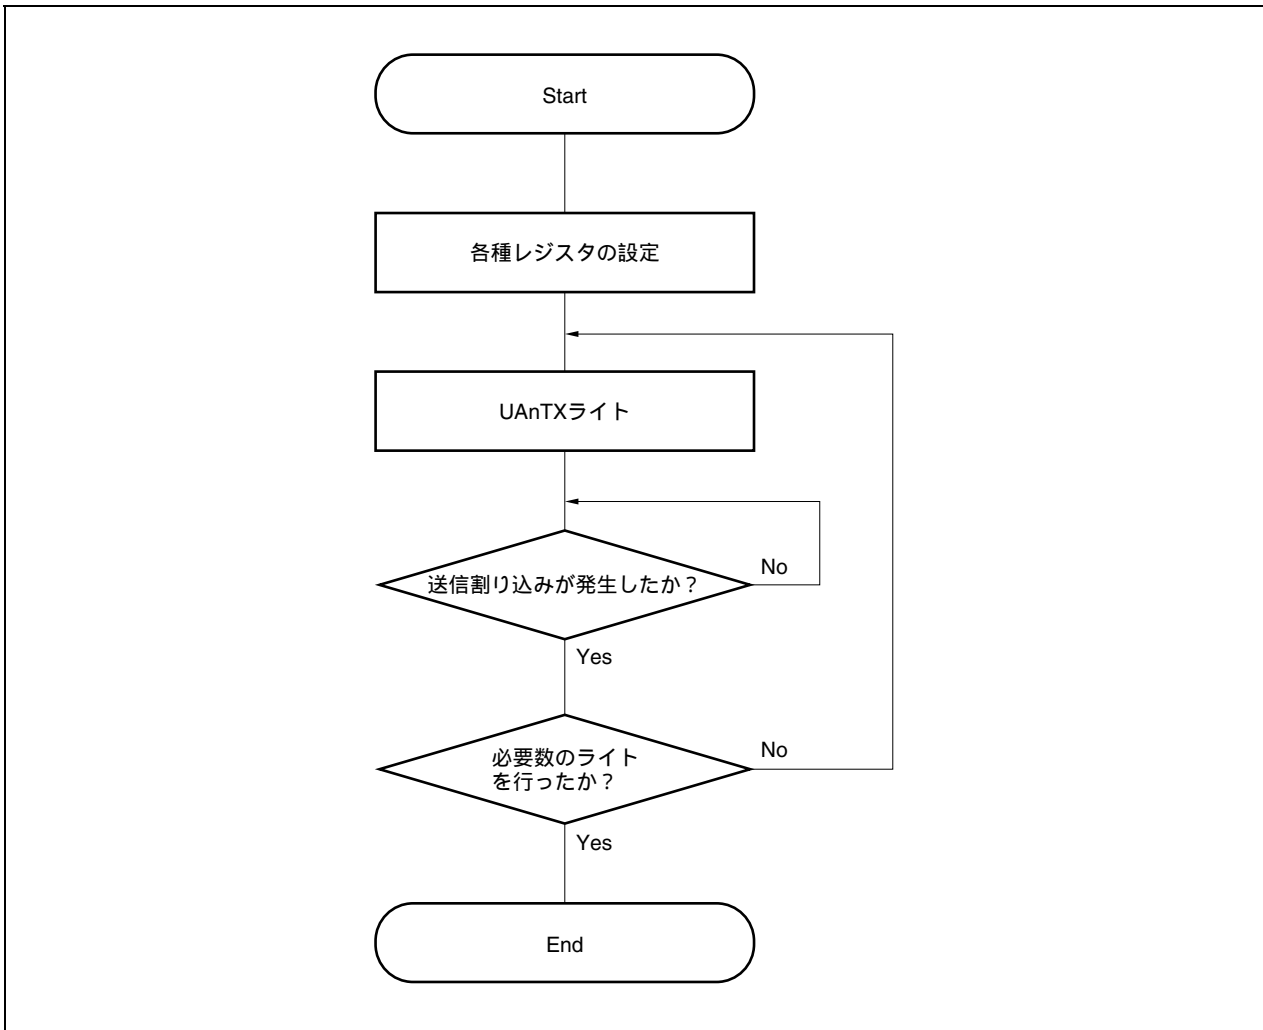 Start
各種レジスタの設定
UAnTXライト
送信割り込みが発生したか？
No
Yes
必要数のライト
を行ったか？
No
Yes
End